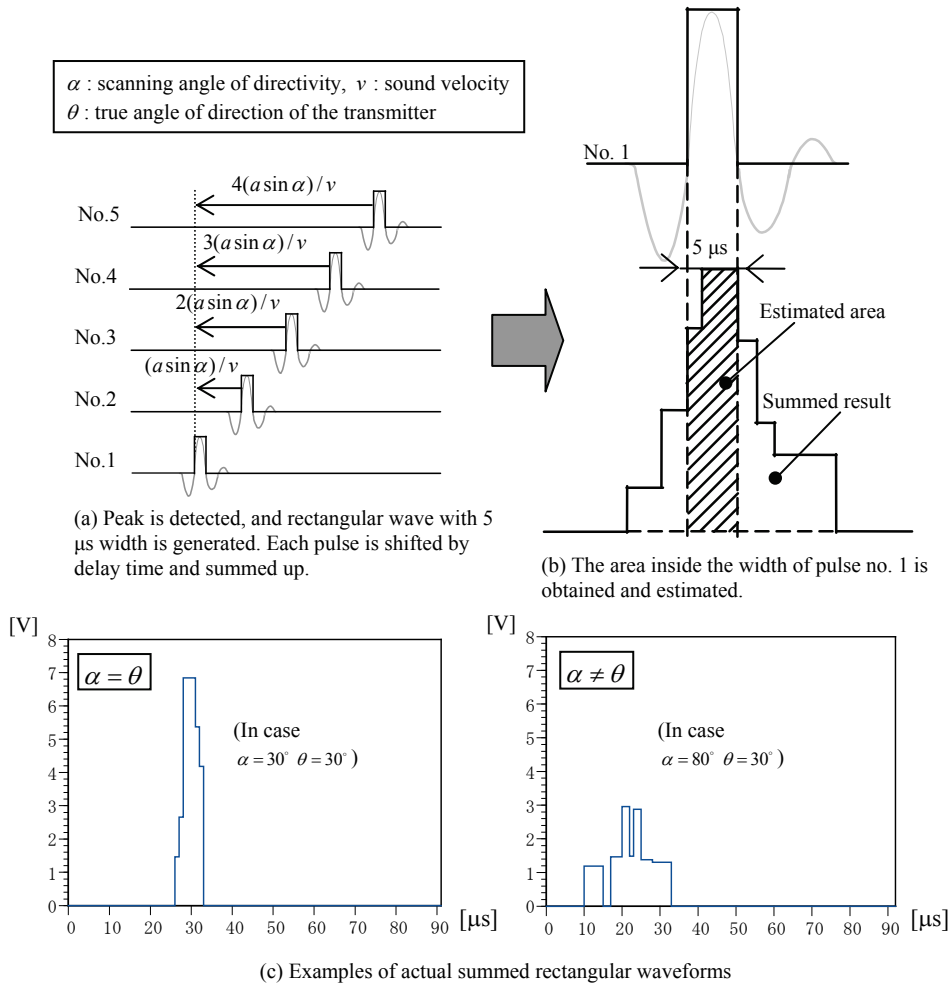 α : scanning angle of directivity, v : sound velocity
θ : true angle of direction of the transmitter
No.5
4(a sin α) / v
No.4
3(a sin α) / v
No.3
2(a sin α) / v
No.2
(a sin α) / v
No.1
(a) Peak is detected, and rectangular wave with 5
μs width is generated. Each pulse is shifted by
delay time and summed up.
No. 1
5 μs
Estimated area
Summed result
(b) The area inside the width of pulse no. 1 is
obtained and estimated.
[V]
8
7
6
5
4
3
2
1
0
α = θ
(In case
α = 30° θ = 30° )
0 10 20 30 40 50 60 70 80 90 [μs]
[V]
8
7
6
5
4
3
2
1
0
α ≠ θ
(In case
α = 80° θ = 30° )
0 10 20 30 40 50 60 70 80 90 [μs]
(c) Examples of actual summed rectangular waveforms